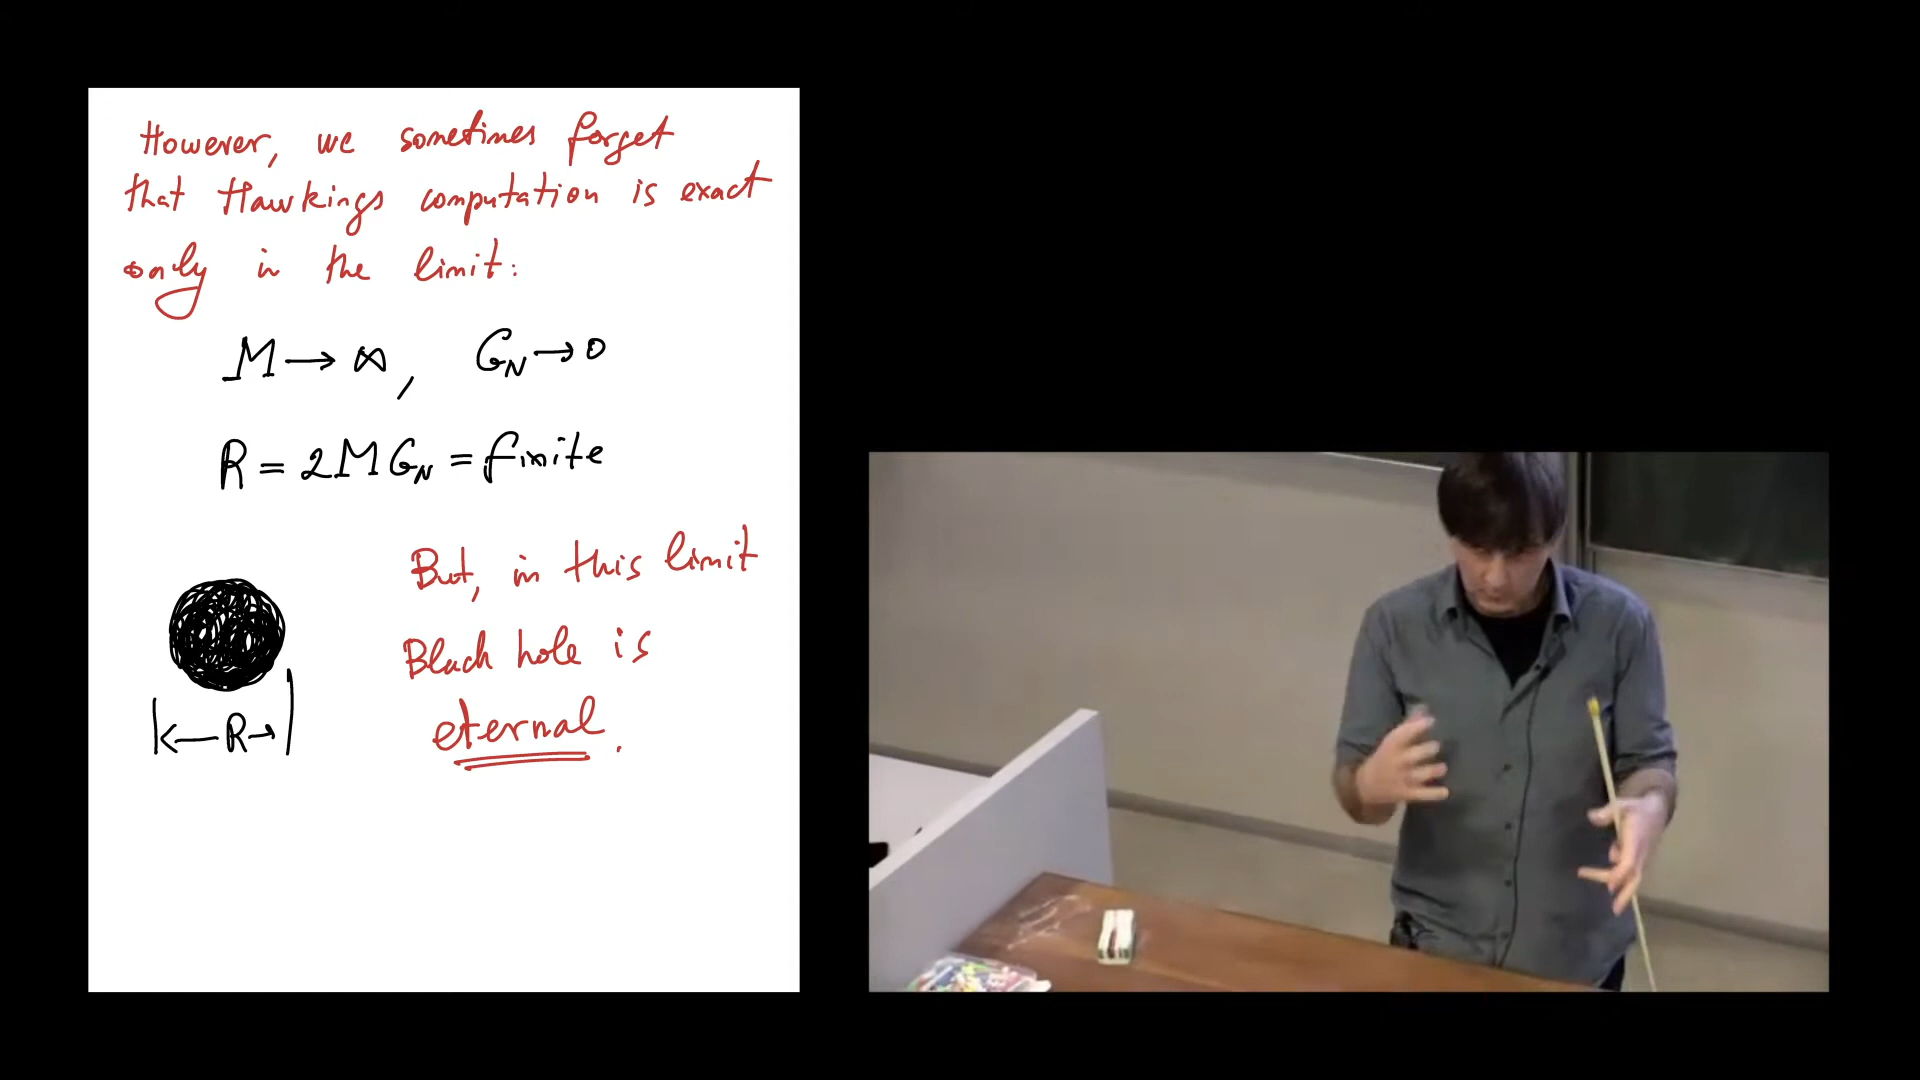 However, we sometimes forget
that Hawkings computation is exact
only in the limit:
M → ∞, G_N → 0
R = 2MG_N = finite
But, in this limit
Black hole is
eternal.
R